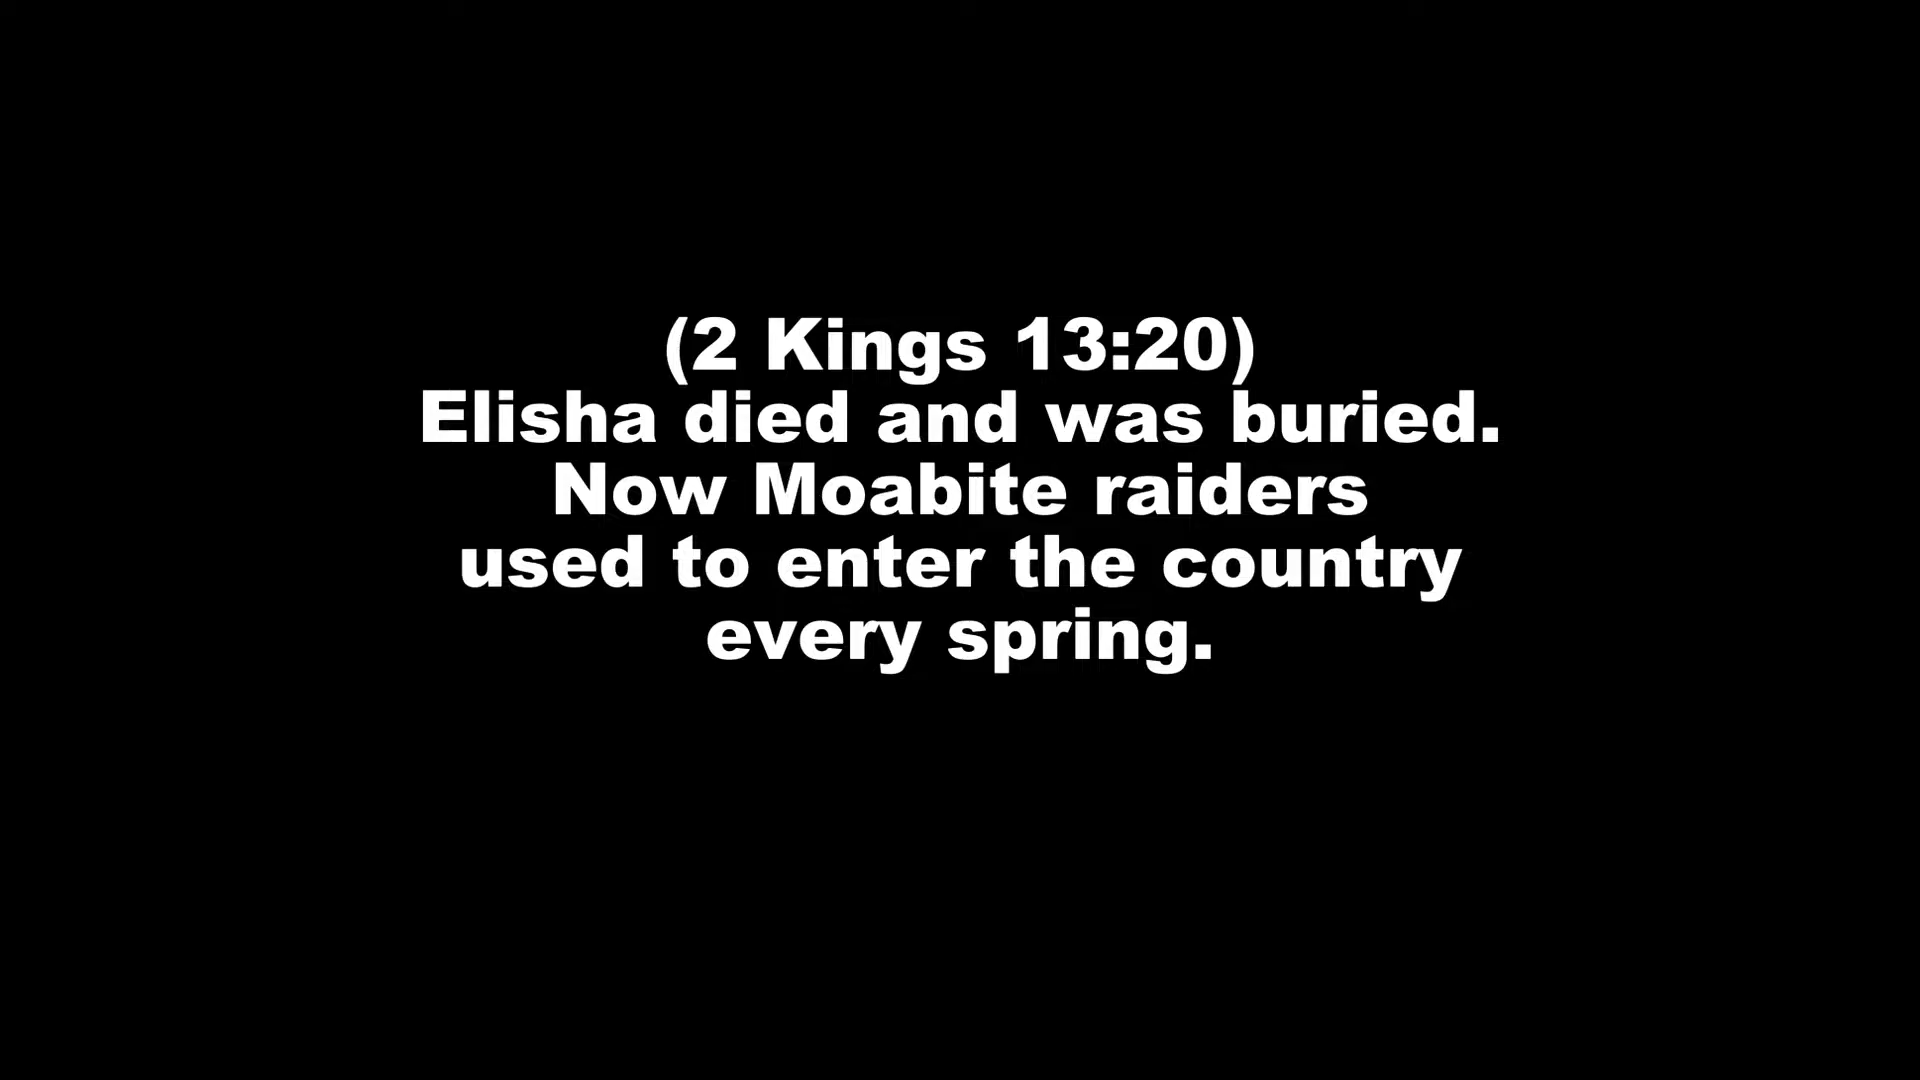 (2 Kings 13:20)
Elisha died and was buried.
Now Moabite raiders
used to enter the country
every spring.